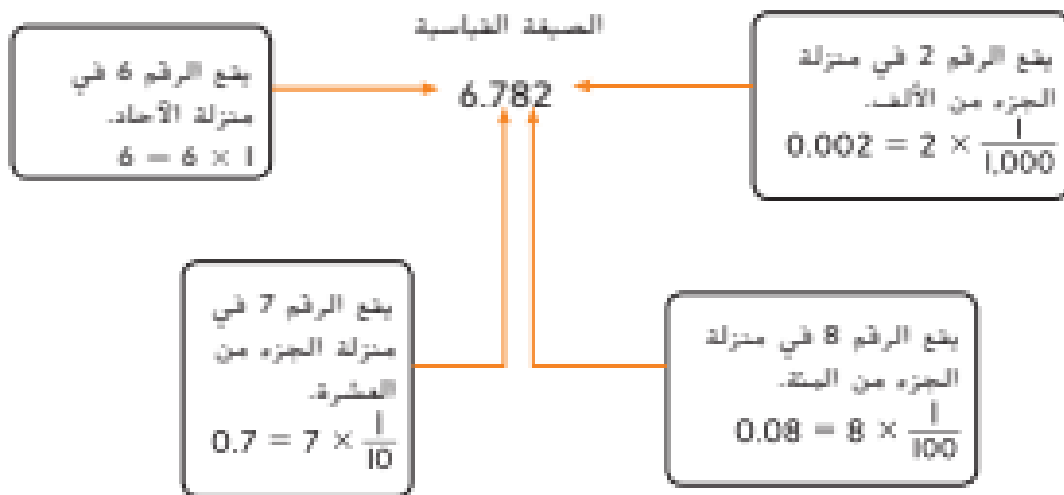 الصيغة القياسية
6.782
يقع الرقم 6 في
منزلة الآحاد.
6 = 6 × 1
يقع الرقم 2 في منزلة
الجزء من الألف.
0.002 = 2 × 1/1,000
يقع الرقم 7 في
منزلة الجزء من
العشرة.
0.7 = 7 × 1/10
يقع الرقم 8 في منزلة
الجزء من المئة.
0.08 = 8 × 1/100